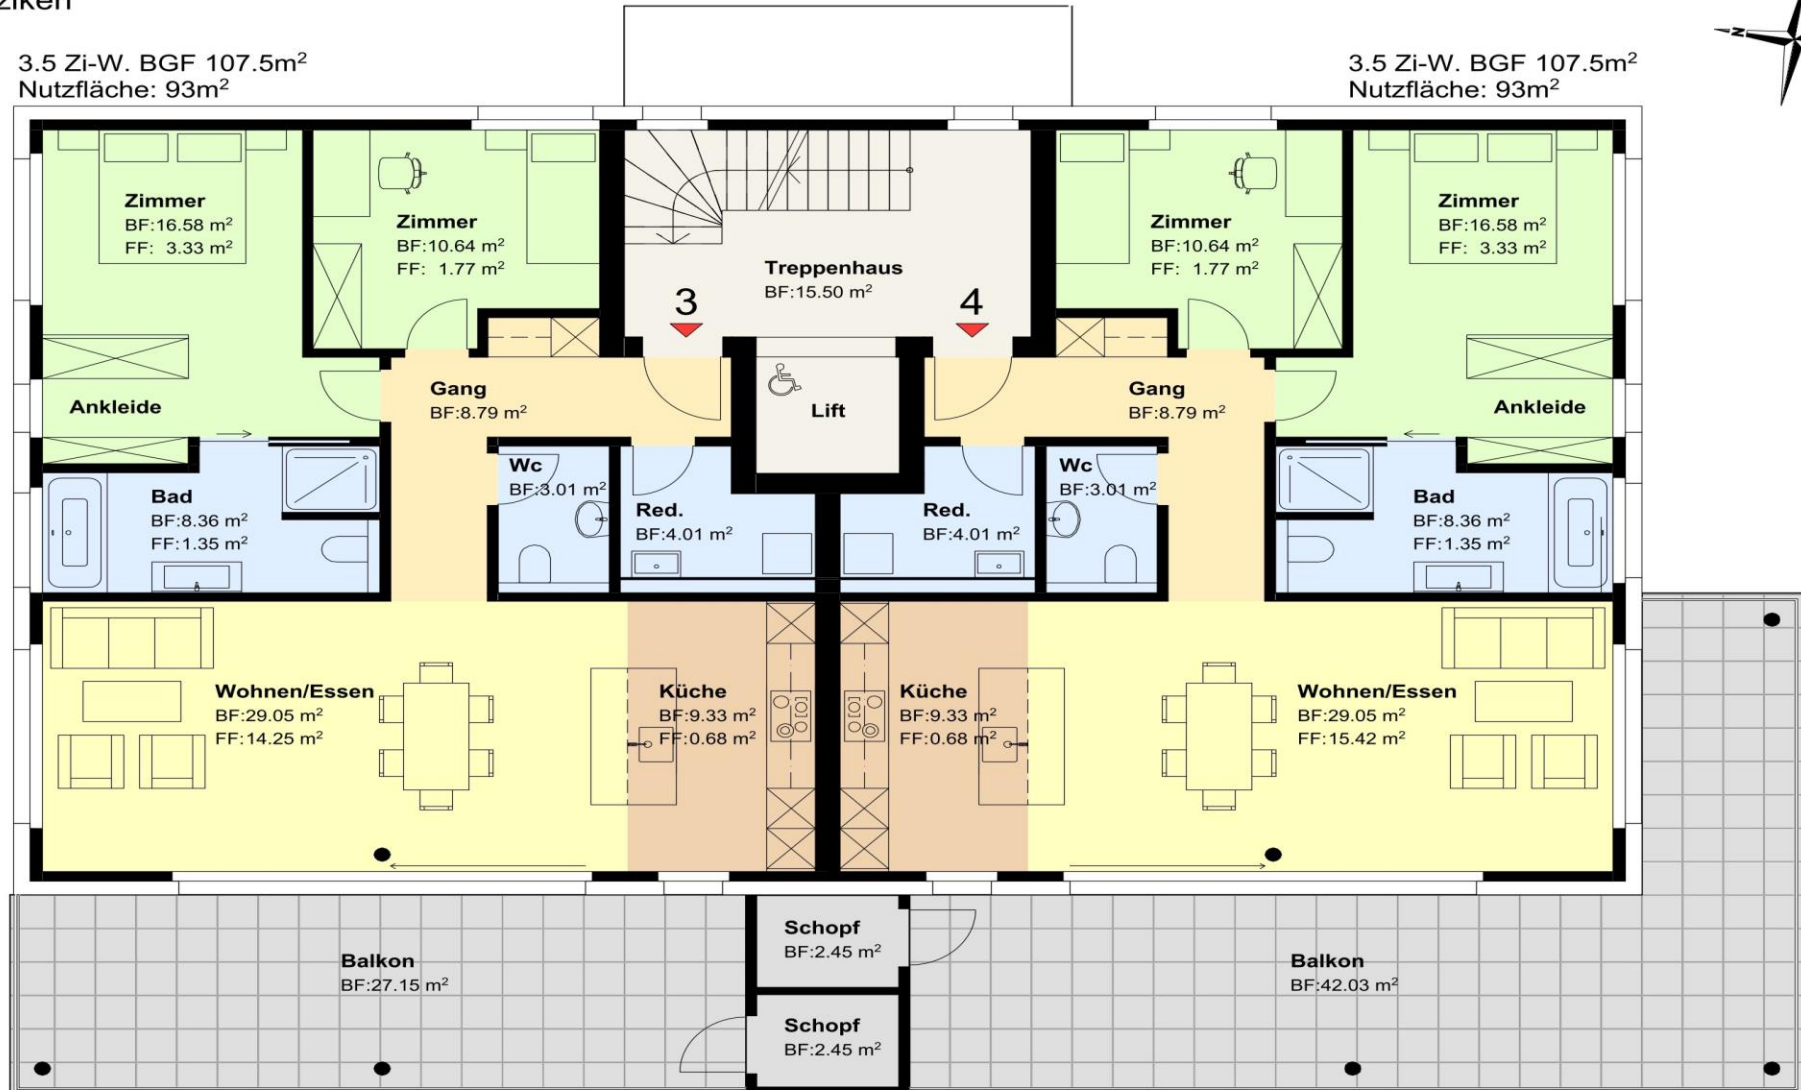 3.5 Zi-W. BGF 107.5m²
Nutzfläche: 93m²
3.5 Zi-W. BGF 107.5m²
Nutzfläche: 93m²
N
Zimmer
BF:16.58 m²
FF: 3.33 m²
Zimmer
BF:10.64 m²
FF: 1.77 m²
Treppenhaus
BF:15.50 m²
3
4
Zimmer
BF:10.64 m²
FF: 1.77 m²
Zimmer
BF:16.58 m²
FF: 3.33 m²
Ankleide
Gang
BF:8.79 m²
Lift
Gang
BF:8.79 m²
Ankleide
Bad
BF:8.36 m²
FF:1.35 m²
Wc
BF:3.01 m²
Red.
BF:4.01 m²
Red.
BF:4.01 m²
Wc
BF:3.01 m²
Bad
BF:8.36 m²
FF:1.35 m²
Wohnen/Essen
BF:29.05 m²
FF:14.25 m²
Küche
BF:9.33 m²
FF:0.68 m²
Küche
BF:9.33 m²
FF:0.68 m²
Wohnen/Essen
BF:29.05 m²
FF:15.42 m²
Balkon
BF:27.15 m²
Schopf
BF:2.45 m²
Schopf
BF:2.45 m²
Balkon
BF:42.03 m²